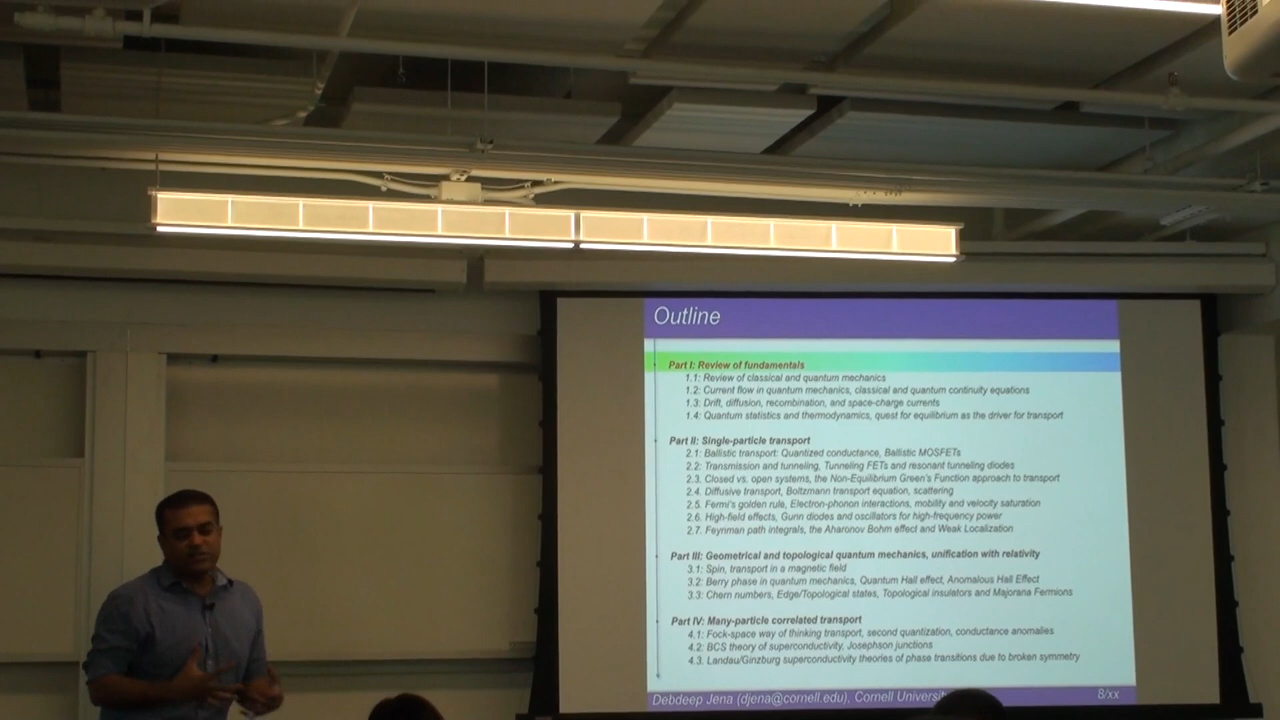 Outline
Part I: Review of fundamentals
1.1: Review of classical and quantum mechanics
1.2: Current flow in quantum mechanics, classical and quantum continuity equations
1.3: Drift, diffusion, recombination, and space-charge currents
1.4: Quantum statistics and thermodynamics, quest for equilibrium as the driver for transport
Part II: Single-particle transport
2.1: Ballistic transport: Quantized conductance, Ballistic MOSFETs
2.2: Transmission and tunneling, Tunneling FETs and resonant tunneling diodes
2.3: Closed vs. open systems, the Non-Equilibrium Green's Function approach to transport
2.4: Diffusive transport, Boltzmann transport equation, scattering
2.5: Fermi's golden rule, Electron-phonon interactions, mobility and velocity saturation
2.6: High-field effects, Gunn diodes and oscillators for high-frequency power
2.7: Feynman path integrals, the Aharonov Bohm effect and Weak Localization
Part III: Geometrical and topological quantum mechanics, unification with relativity
3.1: Spin, transport in a magnetic field
3.2: Berry phase in quantum mechanics, Quantum Hall effect, Anomalous Hall Effect
3.3: Chern numbers, Edge/Topological states, Topological insulators and Majorana Fermions
Part IV: Many-particle correlated transport
4.1: Fock-space way of thinking transport, second quantization, conductance anomalies
4.2: BCS theory of superconductivity, Josephson junctions
4.3: Landau/Ginzburg superconductivity theories of phase transitions due to broken symmetry
Debdeep Jena (djena@cornell.edu), Cornell Universi
8/xx